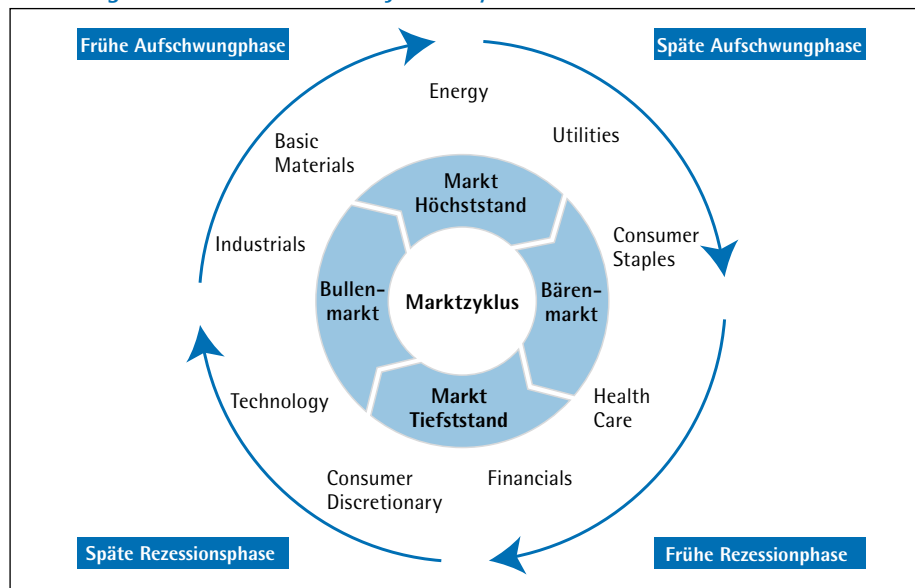 Frühe Aufschwungphase
Späte Aufschwungphase
Energy
Utilities
Basic
Materials
Markt
Höchststand
Industrials
Consumer
Staples
Bullen-
markt
Marktzyklus
Bären-
markt
Technology
Markt
Tiefststand
Health
Care
Consumer
Discretionary
Financials
Späte Rezessionsphase
Frühe Rezessionphase